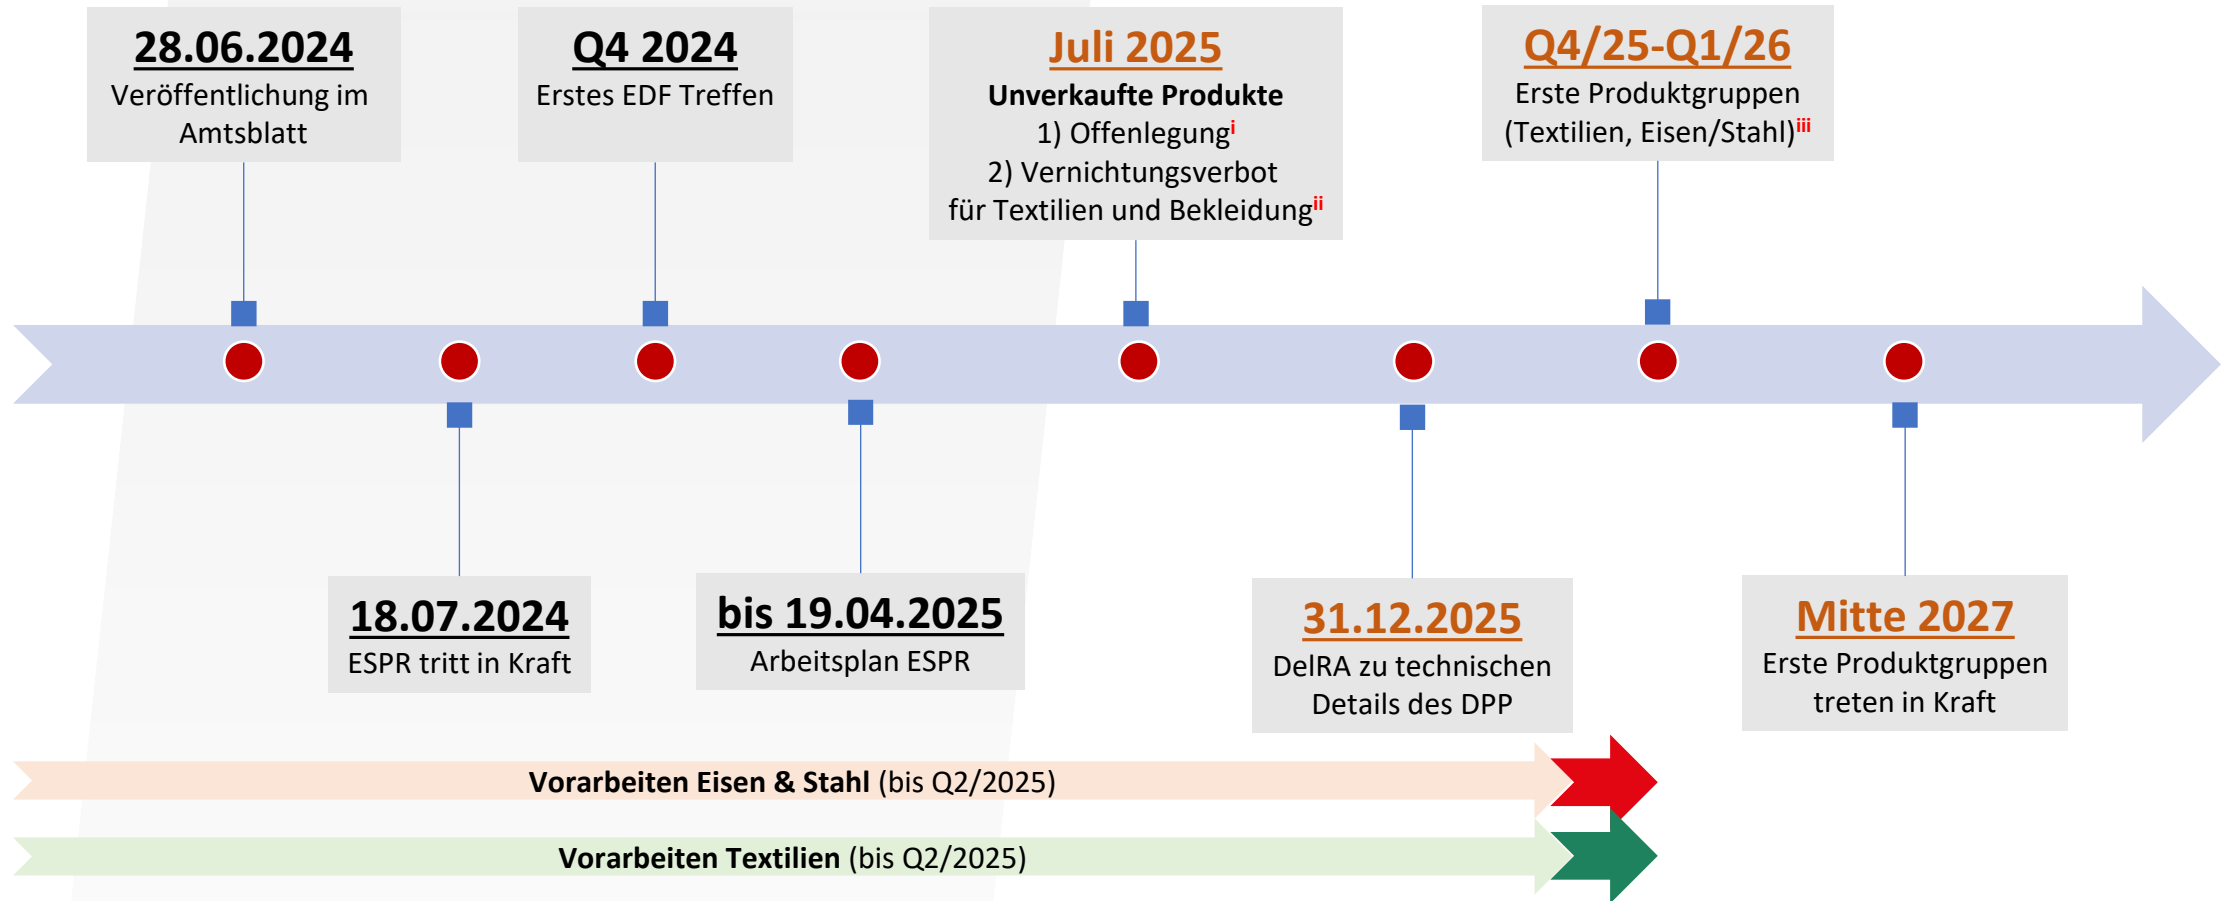 28.06.2024
Veröffentlichung im
Amtsblatt
Q4 2024
Erstes EDF Treffen
Juli 2025
Unverkaufte Produkte
1) Offenlegungⁱ
2) Vernichtungsverbot
für Textilien und Bekleidungⁱⁱ
Q4/25-Q1/26
Erste Produktgruppen
(Textilien, Eisen/Stahl)ⁱⁱⁱ
18.07.2024
ESPR tritt in Kraft
bis 19.04.2025
Arbeitsplan ESPR
31.12.2025
DelRA zu technischen
Details des DPP
Mitte 2027
Erste Produktgruppen
treten in Kraft
Vorarbeiten Eisen & Stahl (bis Q2/2025)
Vorarbeiten Textilien (bis Q2/2025)